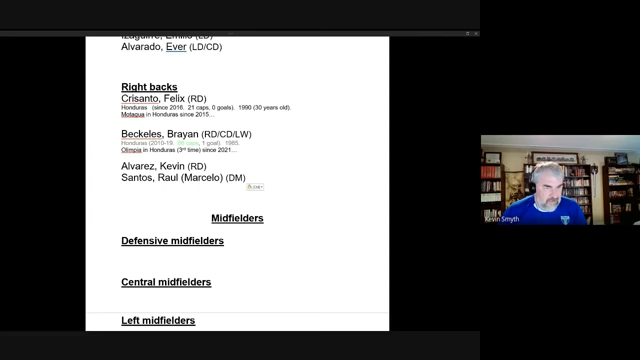 Izaguirre, Emilio (LD)
Alvarado, Ever (LD/CD)
Right backs
Crisanto, Felix (RD)
Honduras (since 2016. 21 caps, 0 goals). 1990 (30 years old).
Motagua in Honduras since 2015…
Beckeles, Brayan (RD/CD/LW)
Honduras (2010-19. caps, 1 goal). 1985.
Olimpia in Honduras (3rd time) since 2021…
Alvarez, Kevin (RD)
Santos, Raul (Marcelo) (DM)
Midfielders
Defensive midfielders
Central midfielders
Left midfielders
Kevin Smyth